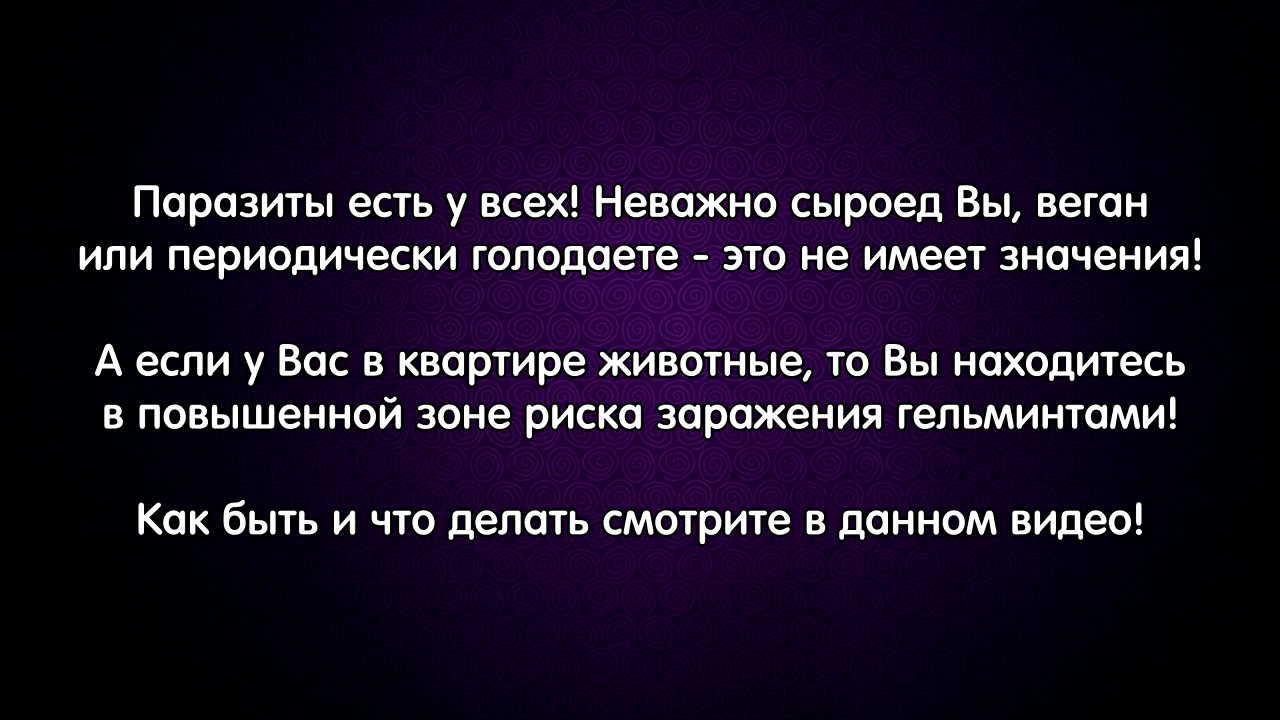 Паразиты есть у всех! Неважно сыроед Вы, веган
или периодически голодаете - это не имеет значения!
А если у Вас в квартире животные, то Вы находитесь
в повышенной зоне риска заражения гельминтами!
Как быть и что делать смотрите в данном видео!